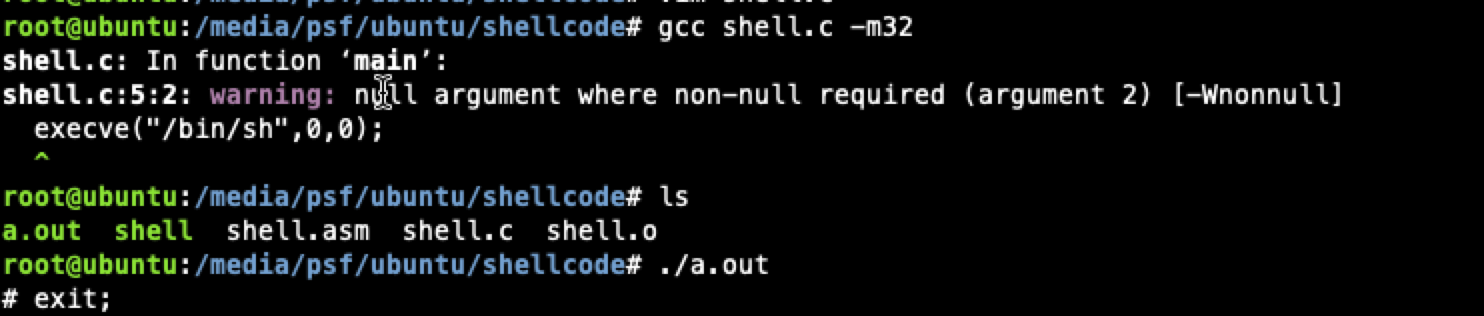 root@ubuntu:/media/psf/ubuntu/shellcode# gcc shell.c -m32
shell.c: In function ‘main’:
shell.c:5:2: warning: null argument where non-null required (argument 2) [-Wnonnull]
  execve("/bin/sh",0,0);
  ^
root@ubuntu:/media/psf/ubuntu/shellcode# ls
a.out  shell  shell.asm  shell.c  shell.o
root@ubuntu:/media/psf/ubuntu/shellcode# ./a.out
# exit;